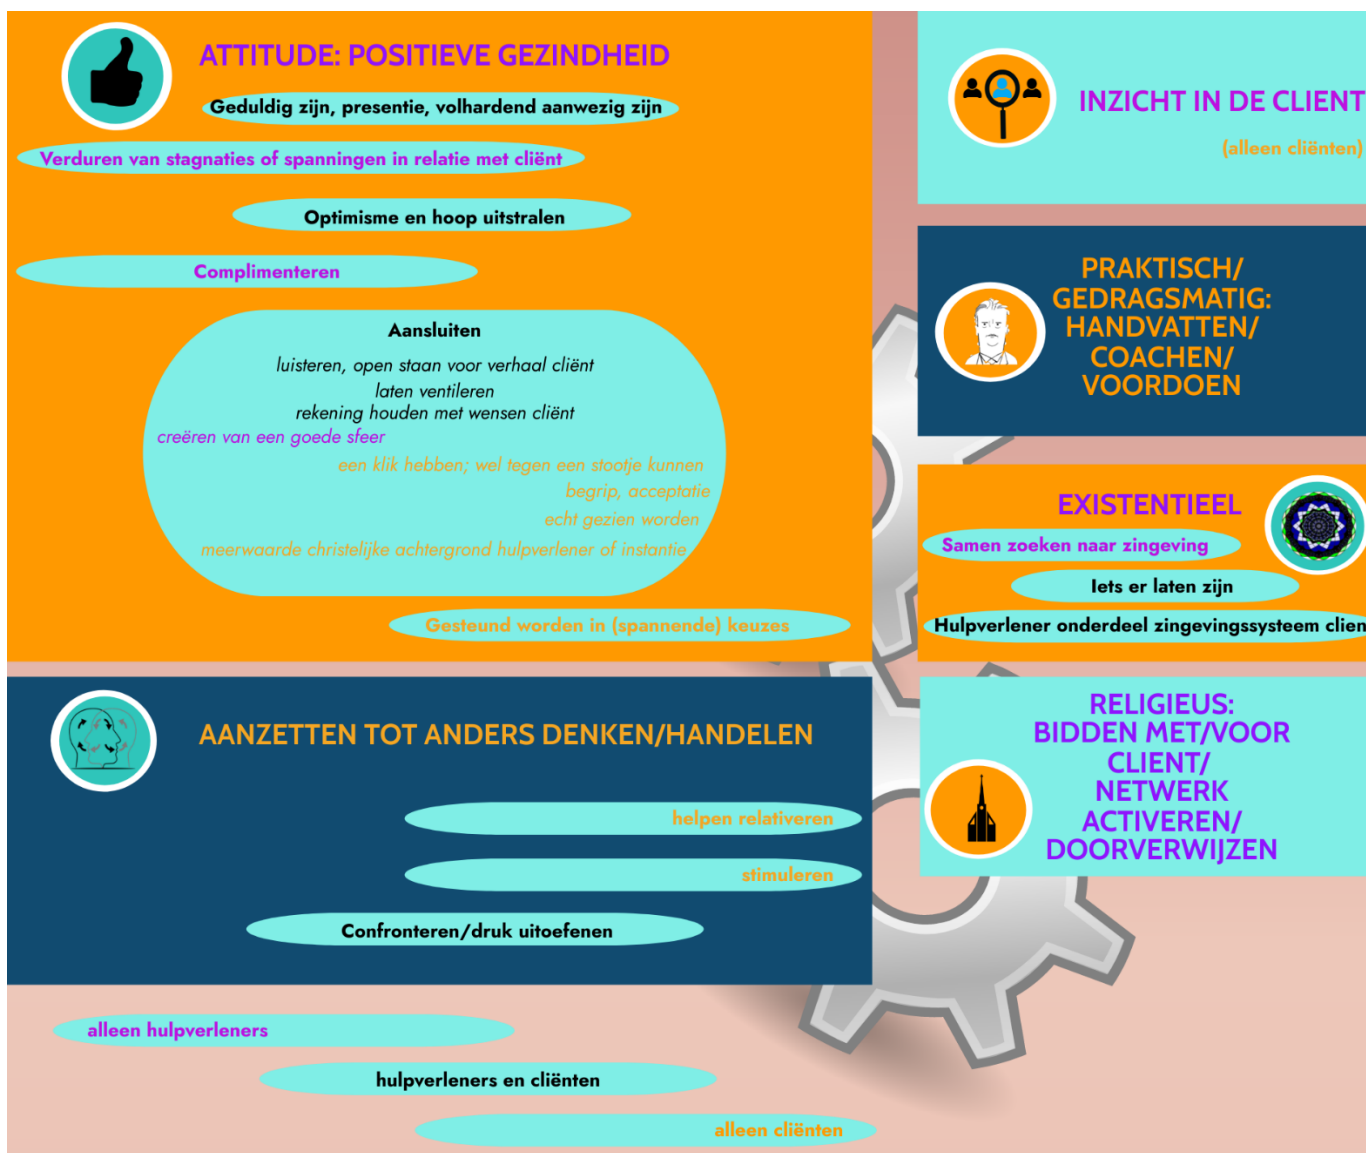 ATTITUDE: POSITIEVE GEZINDHEID
Geduldig zijn, presentie, volhardend aanwezig zijn
Verduren van stagnaties of spanningen in relatie met cliënt
Optimisme en hoop uitstralen
Complimenteren
Aansluiten
luisteren, open staan voor verhaal cliënt
laten ventileren
rekening houden met wensen cliënt
creëren van een goede sfeer
een klik hebben; wel tegen een stootje kunnen
begrip, acceptatie
echt gezien worden
meerwaarde christelijke achtergrond hulpverlener of instantie
Gesteund worden in (spannende) keuzes
AANZETTEN TOT ANDERS DENKEN/HANDELEN
helpen relativeren
stimuleren
Confronteren/druk uitoefenen
alleen hulpverleners
hulpverleners en cliënten
alleen cliënten
INZICHT IN DE CLIENT
(alleen cliënten)
PRAKTISCH/
GEDRAGSMATIG:
HANDVATTEN/
COACHEN/
VOORDOEN
EXISTENTIEEL
Samen zoeken naar zingeving
Iets er laten zijn
Hulpverlener onderdeel zingevingssysteem clien
RELIGIEUS:
BIDDEN MET/VOOR
CLIENT/
NETWERK
ACTIVEREN/
DOORVERWIJZEN